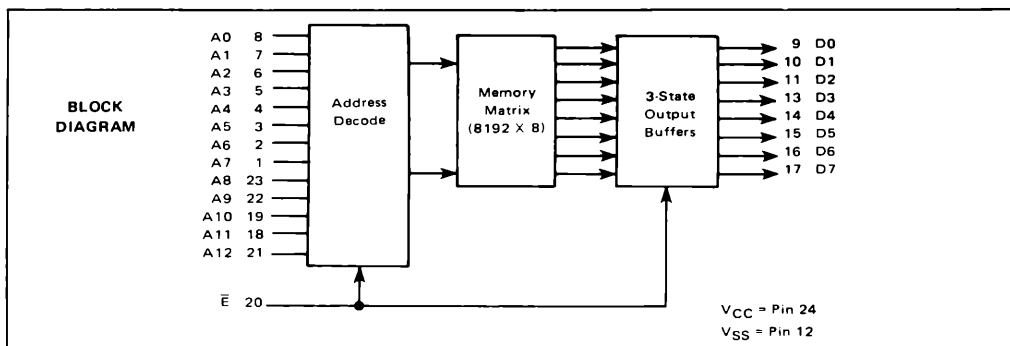 BLOCK
DIAGRAM
A0 8
A1 7
A2 6
A3 5
A4 4
A5 3
A6 2
A7 1
A8 23
A9 22
A10 19
A11 18
A12 21
E̅ 20
Address
Decode
Memory
Matrix
(8192 X 8)
3-State
Output
Buffers
9 D0
10 D1
11 D2
13 D3
14 D4
15 D5
16 D6
17 D7
VCC = Pin 24
VSS = Pin 12